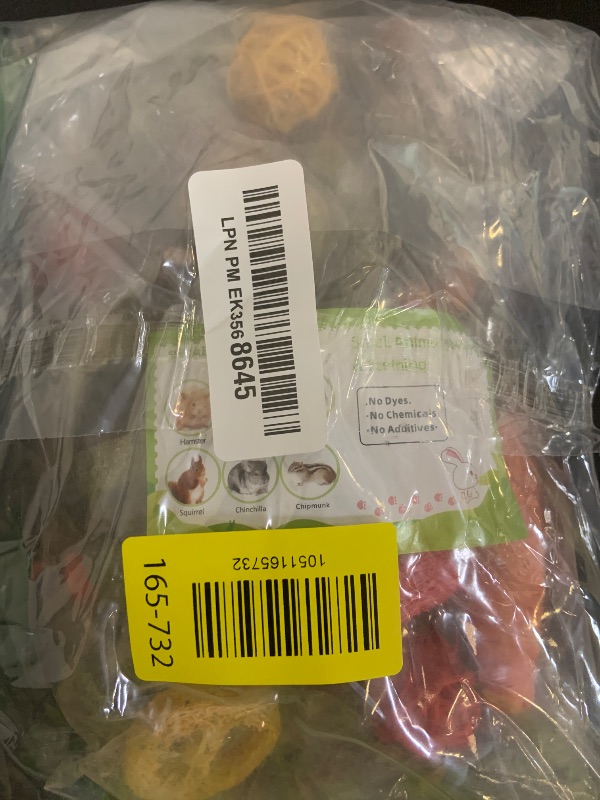 LPN PM EK356 8645
.No Dyes.
·No Chemicals
·No Additives·
Hamster
Squirrel
Chinchilla
Chipmunk
1051165732
165-732